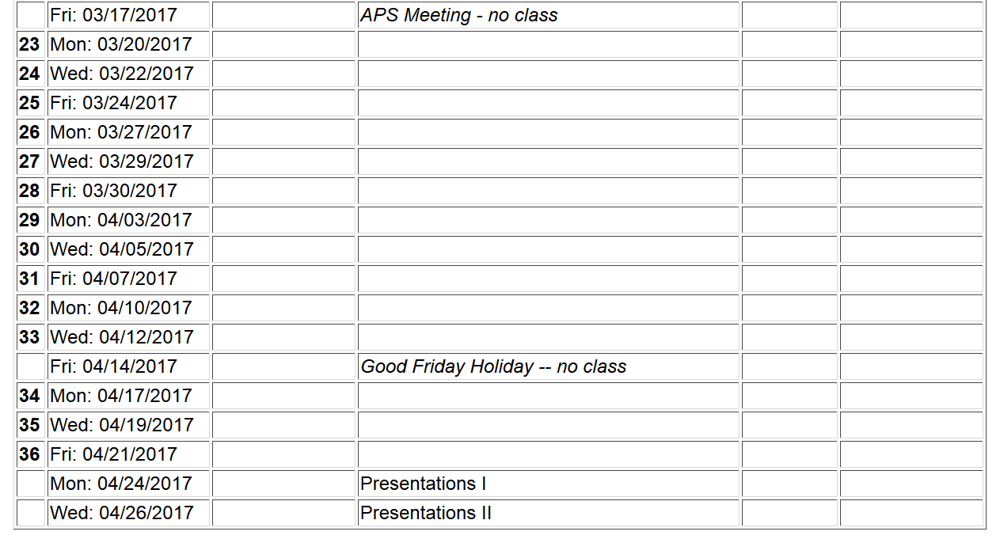 Fri: 03/17/2017 APS Meeting - no class
23 Mon: 03/20/2017
24 Wed: 03/22/2017
25 Fri: 03/24/2017
26 Mon: 03/27/2017
27 Wed: 03/29/2017
28 Fri: 03/30/2017
29 Mon: 04/03/2017
30 Wed: 04/05/2017
31 Fri: 04/07/2017
32 Mon: 04/10/2017
33 Wed: 04/12/2017
Fri: 04/14/2017 Good Friday Holiday -- no class
34 Mon: 04/17/2017
35 Wed: 04/19/2017
36 Fri: 04/21/2017
Mon: 04/24/2017 Presentations I
Wed: 04/26/2017 Presentations II